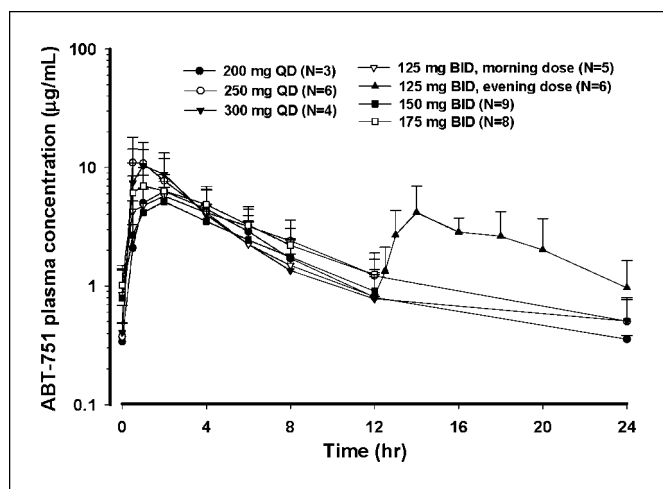 100
10
1
0.1
ABT-751 plasma concentration (µg/mL)
200 mg QD (N=3)
250 mg QD (N=6)
300 mg QD (N=4)
125 mg BID, morning dose (N=5)
125 mg BID, evening dose (N=6)
150 mg BID (N=9)
175 mg BID (N=8)
0 4 8 12 16 20 24
Time (hr)